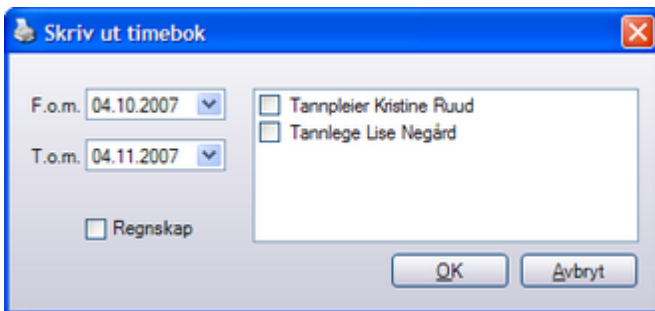 Skriv ut timebok
F.o.m. 04.10.2007
T.o.m. 04.11.2007
Regnskap
Tannpleier Kristine Ruud
Tannlege Lise Negård
OK
Avbryt